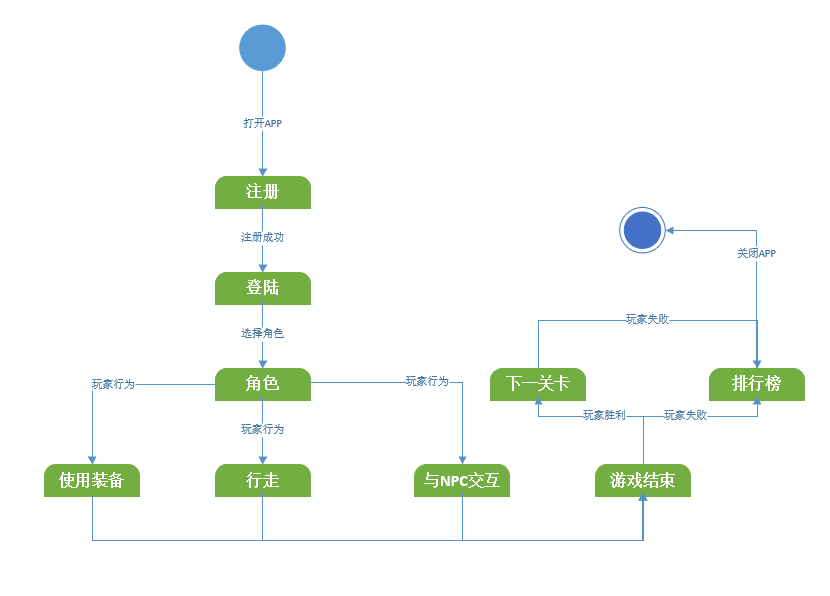 打开APP
注册
注册成功
关闭APP
登陆
玩家失败
选择角色
玩家行为
角色
玩家行为
下一关卡
排行榜
玩家行为
玩家胜利
玩家失败
使用装备
行走
与NPC交互
游戏结束